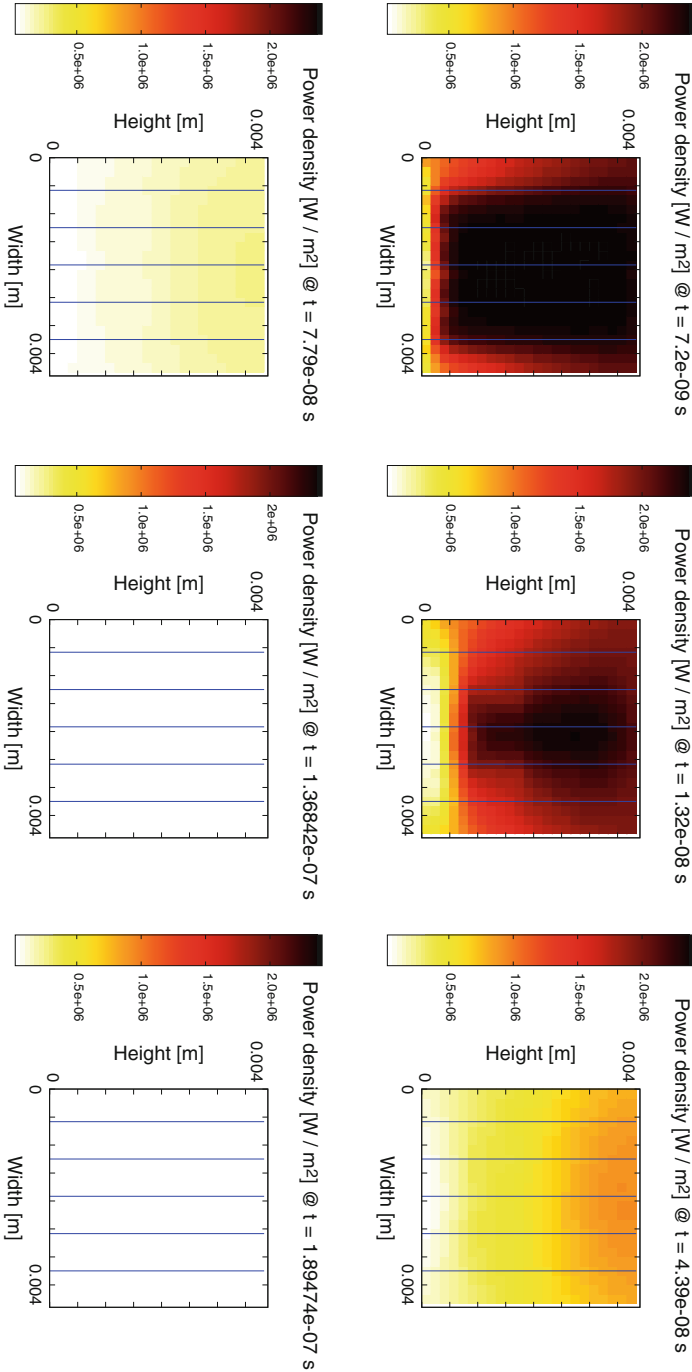 Power density [W / m²] @ t = 7.2e-09 s
2.0e+06
1.5e+06
1.0e+06
0.5e+06
Height [m]
0.004
0
0
0.004
Width [m]
Power density [W / m²] @ t = 1.32e-08 s
2.0e+06
1.5e+06
1.0e+06
0.5e+06
Height [m]
0.004
0
0
0.004
Width [m]
Power density [W / m²] @ t = 4.39e-08 s
2.0e+06
1.5e+06
1.0e+06
0.5e+06
Height [m]
0.004
0
0
0.004
Width [m]
Power density [W / m²] @ t = 7.79e-08 s
2.0e+06
1.5e+06
1.0e+06
0.5e+06
Height [m]
0.004
0
0
0.004
Width [m]
Power density [W / m²] @ t = 1.36842e-07 s
2e+06
1.5e+06
1.0e+06
0.5e+06
Height [m]
0.004
0
0
0.004
Width [m]
Power density [W / m²] @ t = 1.89474e-07 s
2.0e+06
1.5e+06
1.0e+06
0.5e+06
Height [m]
0.004
0
0
0.004
Width [m]